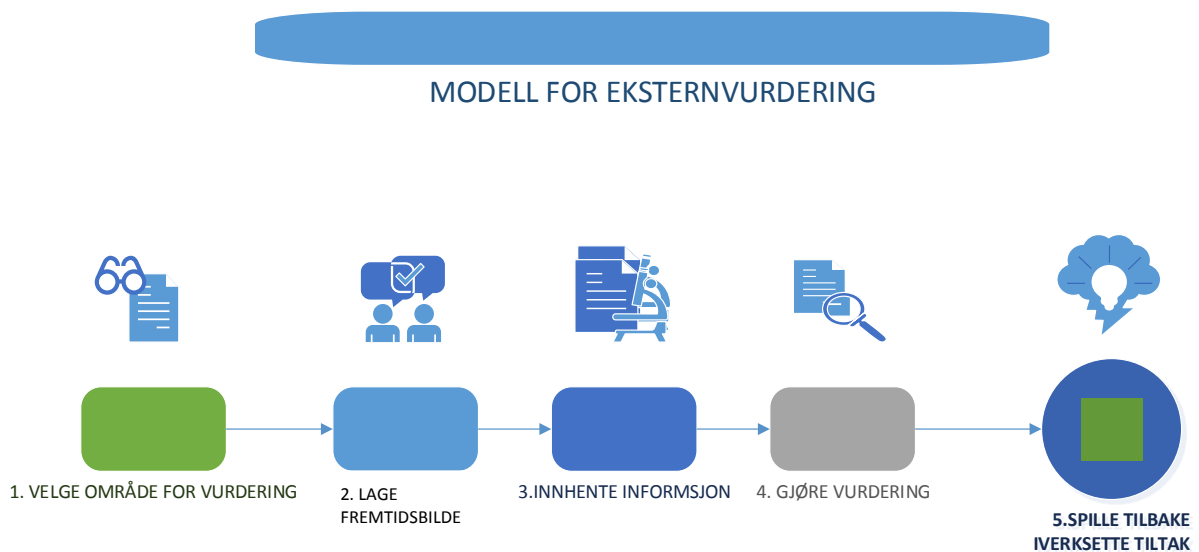 MODELL FOR EKSTERNVURDERING
1. VELGE OMRÅDE FOR VURDERING
2. LAGE
FREMTIDSBILDE
3.INNHENTE INFORMSJON
4. GJØRE VURDERING
5.SPILLE TILBAKE
IVERKSETTE TILTAK